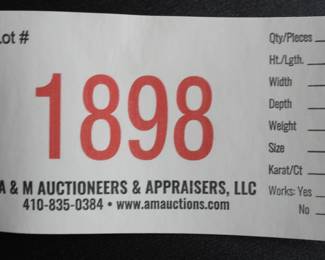 Lot #
1898
A & M AUCTIONEERS & APPRAISERS, LLC
410-835-0384 • www.amauctions.com
Qty/Pieces
Ht./Lgth.
Width
Depth
Weight
Size
Karat/Ct
Works: Yes
No